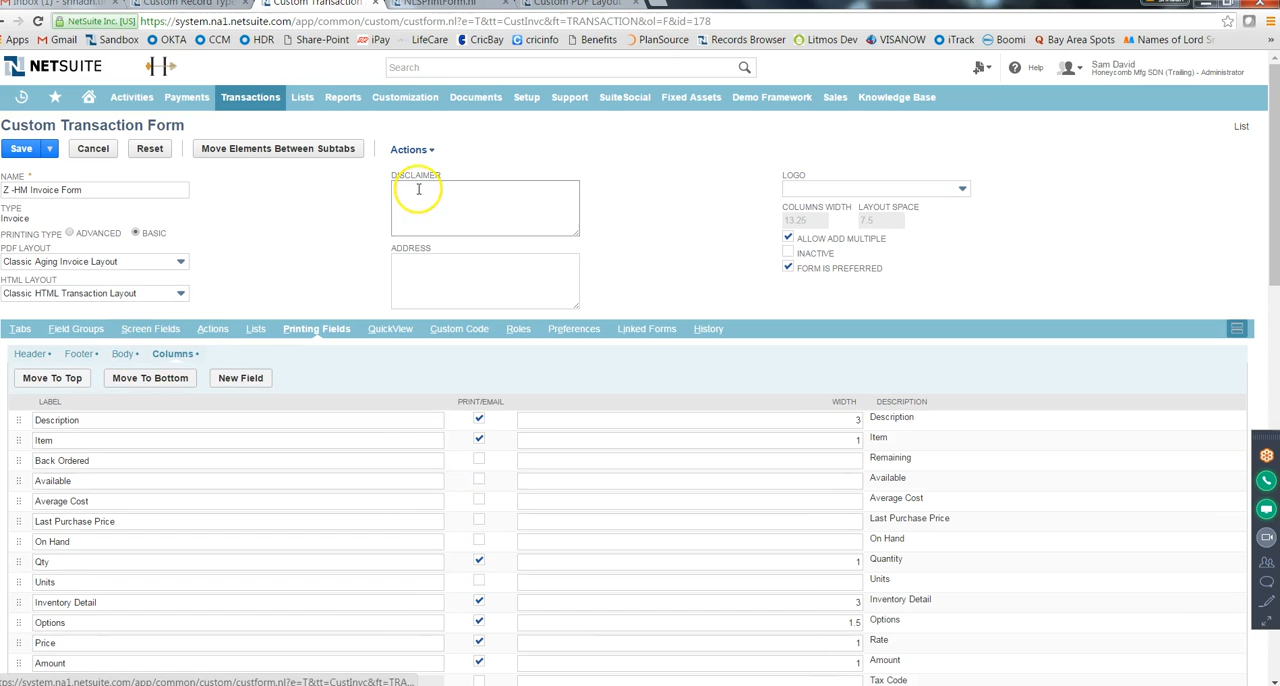 Inbox (1) - shhadn.tm
Custom Record Type
Custom Transaction
NLSPrintForm.nl
Custom PDF Layout
NetSuite Inc. [US] https://system.na1.netsuite.com/app/common/custom/custform.nl?e=T&tt=CustInvc&ft=TRANSACTION&ol=F&id=178
Apps Gmail Sandbox OKTA CCM HDR Share-Point iPay LifeCare CricBay cricinfo Benefits PlanSource Records Browser Litmos Dev VISANOW iTrack Boomi Bay Area Spots Names of Lord Sr
NETSUITE
Search
Help
Sam David
Honeycomb Mfg SDN (Trailing) - Administrator
Activities Payments Transactions Lists Reports Customization Documents Setup Support SuiteSocial Fixed Assets Demo Framework Sales Knowledge Base
Custom Transaction Form
List
Save Cancel Reset Move Elements Between Subtabs Actions
NAME *
Z -HM Invoice Form
TYPE
Invoice
PRINTING TYPE ADVANCED BASIC
PDF LAYOUT
Classic Aging Invoice Layout
HTML LAYOUT
Classic HTML Transaction Layout
DISCLAIMER
ADDRESS
LOGO
COLUMNS WIDTH LAYOUT SPACE
13.25 7.5
ALLOW ADD MULTIPLE
INACTIVE
FORM IS PREFERRED
Tabs Field Groups Screen Fields Actions Lists Printing Fields QuickView Custom Code Roles Preferences Linked Forms History
Header • Footer • Body • Columns •
Move To Top Move To Bottom New Field
LABEL PRINT/EMAIL WIDTH DESCRIPTION
Description 3 Description
Item 1 Item
Back Ordered Remaining
Available Available
Average Cost Average Cost
Last Purchase Price Last Purchase Price
On Hand On Hand
Qty 1 Quantity
Units Units
Inventory Detail 3 Inventory Detail
Options 1.5 Options
Price 1 Rate
Amount 1 Amount
Tax Code
ttps://system.na1.netsuite.com/app/common/custom/custform.nl?e=T&tt=CustInvc&ft=TRA...